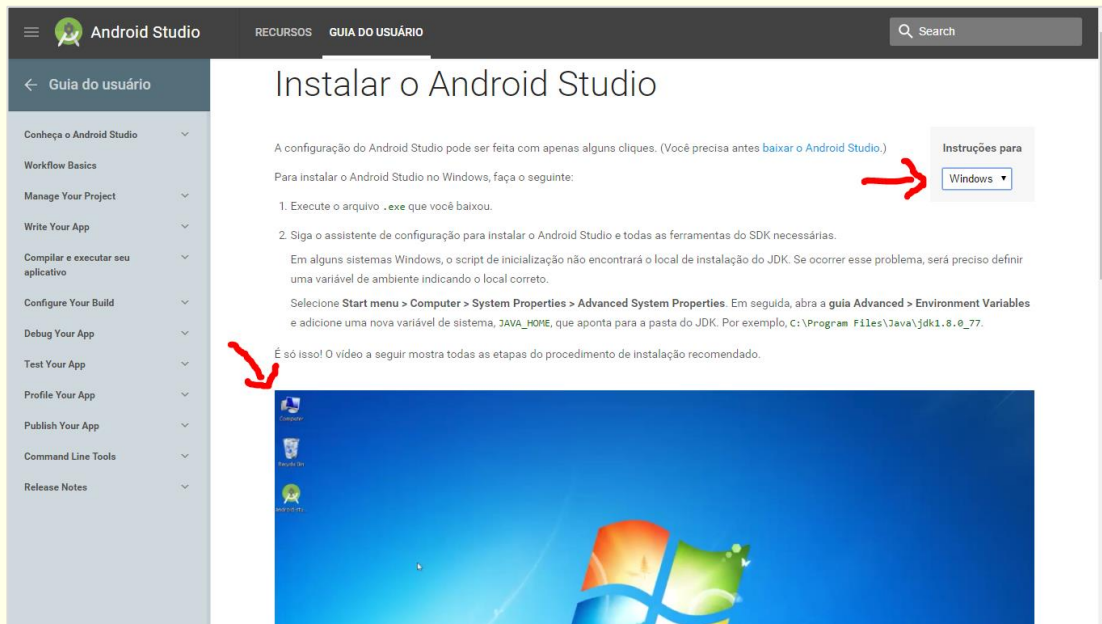 Android Studio
RECURSOS
GUIA DO USUÁRIO
Search
Guia do usuário
Conheça o Android Studio
Workflow Basics
Manage Your Project
Write Your App
Compilar e executar seu
aplicativo
Configure Your Build
Debug Your App
Test Your App
Profile Your App
Publish Your App
Command Line Tools
Release Notes
Instalar o Android Studio
A configuração do Android Studio pode ser feita com apenas alguns cliques. (Você precisa antes baixar o Android Studio.)
Para instalar o Android Studio no Windows, faça o seguinte:
1. Execute o arquivo .exe que você baixou.
2. Siga o assistente de configuração para instalar o Android Studio e todas as ferramentas do SDK necessárias.
Em alguns sistemas Windows, o script de inicialização não encontrará o local de instalação do JDK. Se ocorrer esse problema, será preciso definir
uma variável de ambiente indicando o local correto.
Selecione Start menu > Computer > System Properties > Advanced System Properties. Em seguida, abra a guia Advanced > Environment Variables
e adicione uma nova variável de sistema, JAVA_HOME, que aponta para a pasta do JDK. Por exemplo, C:\Program Files\Java\jdk1.8.0_77.
É só isso! O vídeo a seguir mostra todas as etapas do procedimento de instalação recomendado.
Instruções para
Windows
Computer
Recycle Bin